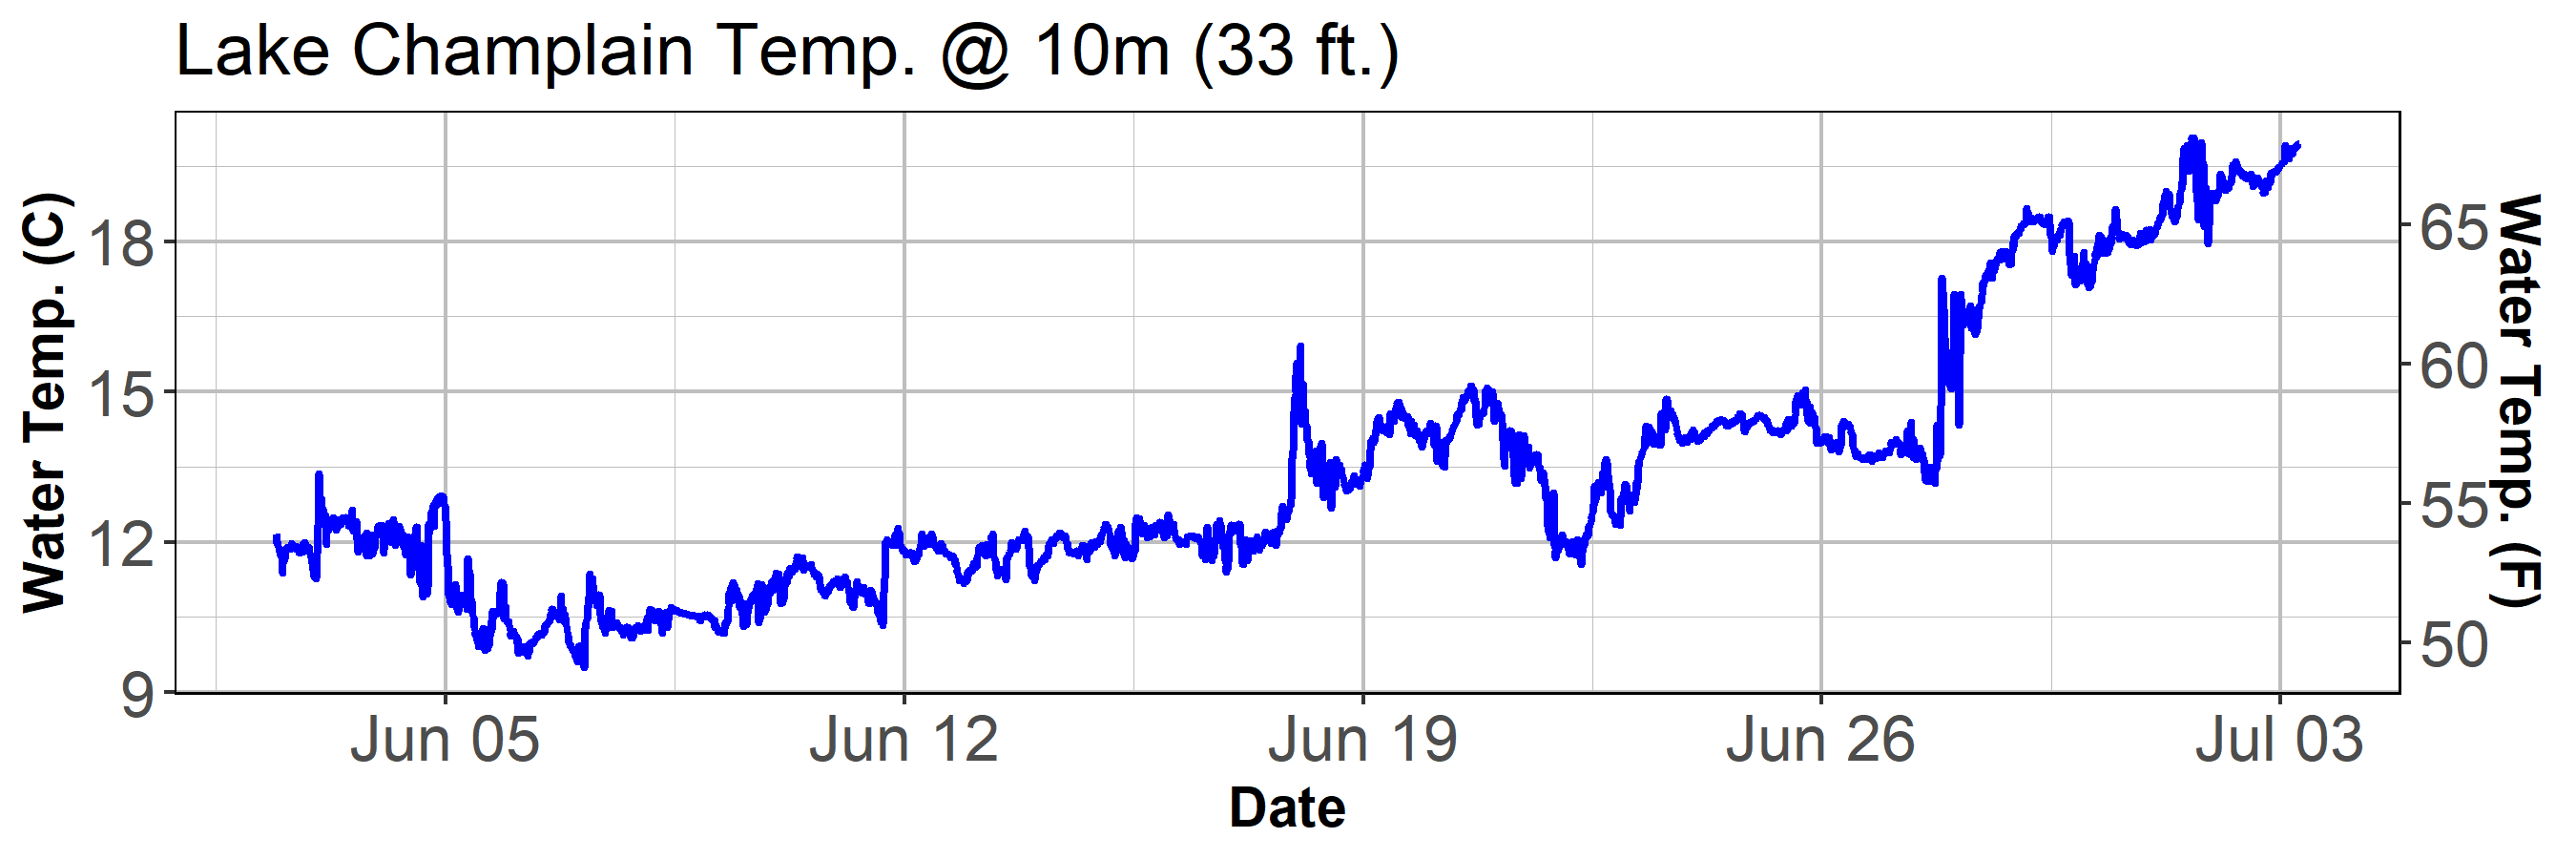 Lake Champlain Temp. @ 10m (33 ft.)
Water Temp. (C)
18
15
12
9
65
60
55
50
Water Temp. (F)
Jun 05
Jun 12
Jun 19
Jun 26
Jul 03
Date